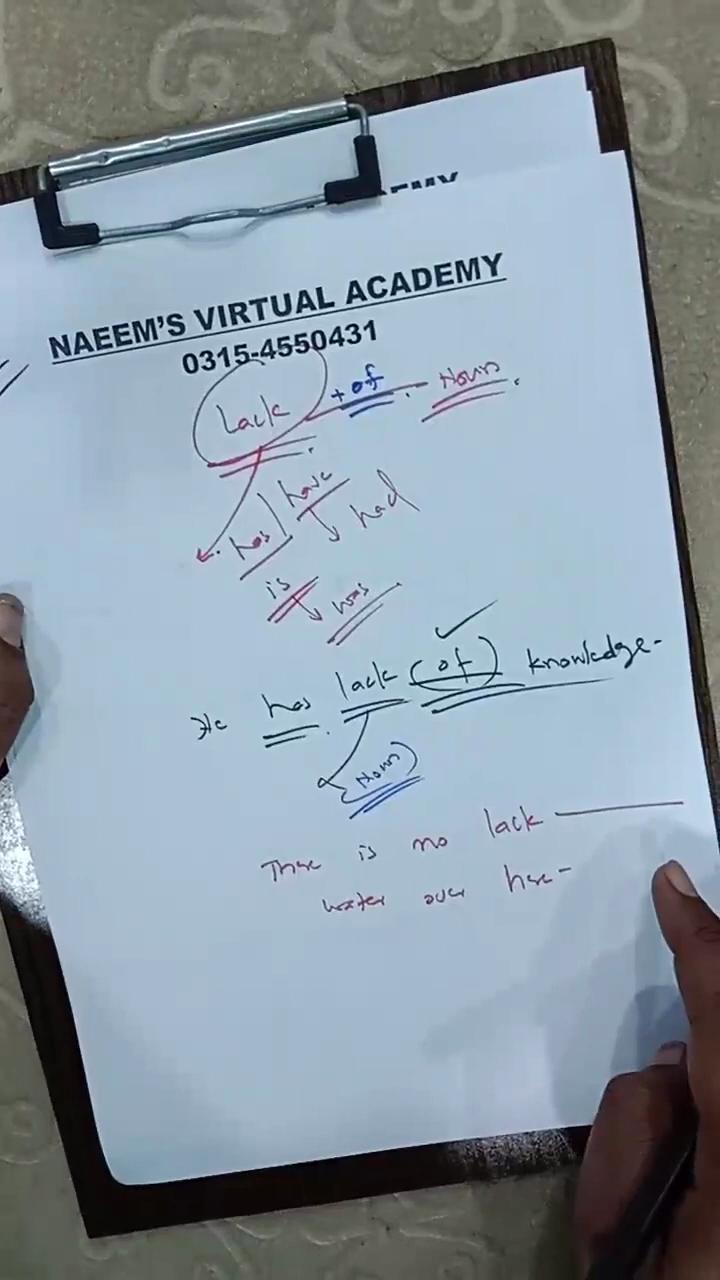 NAEEM'S VIRTUAL ACADEMY
0315-4550431
Lack + of. Noun.
has/have
had
is
was
He has lack (of) knowledge-
(Noun)
There is no lack
water over here-